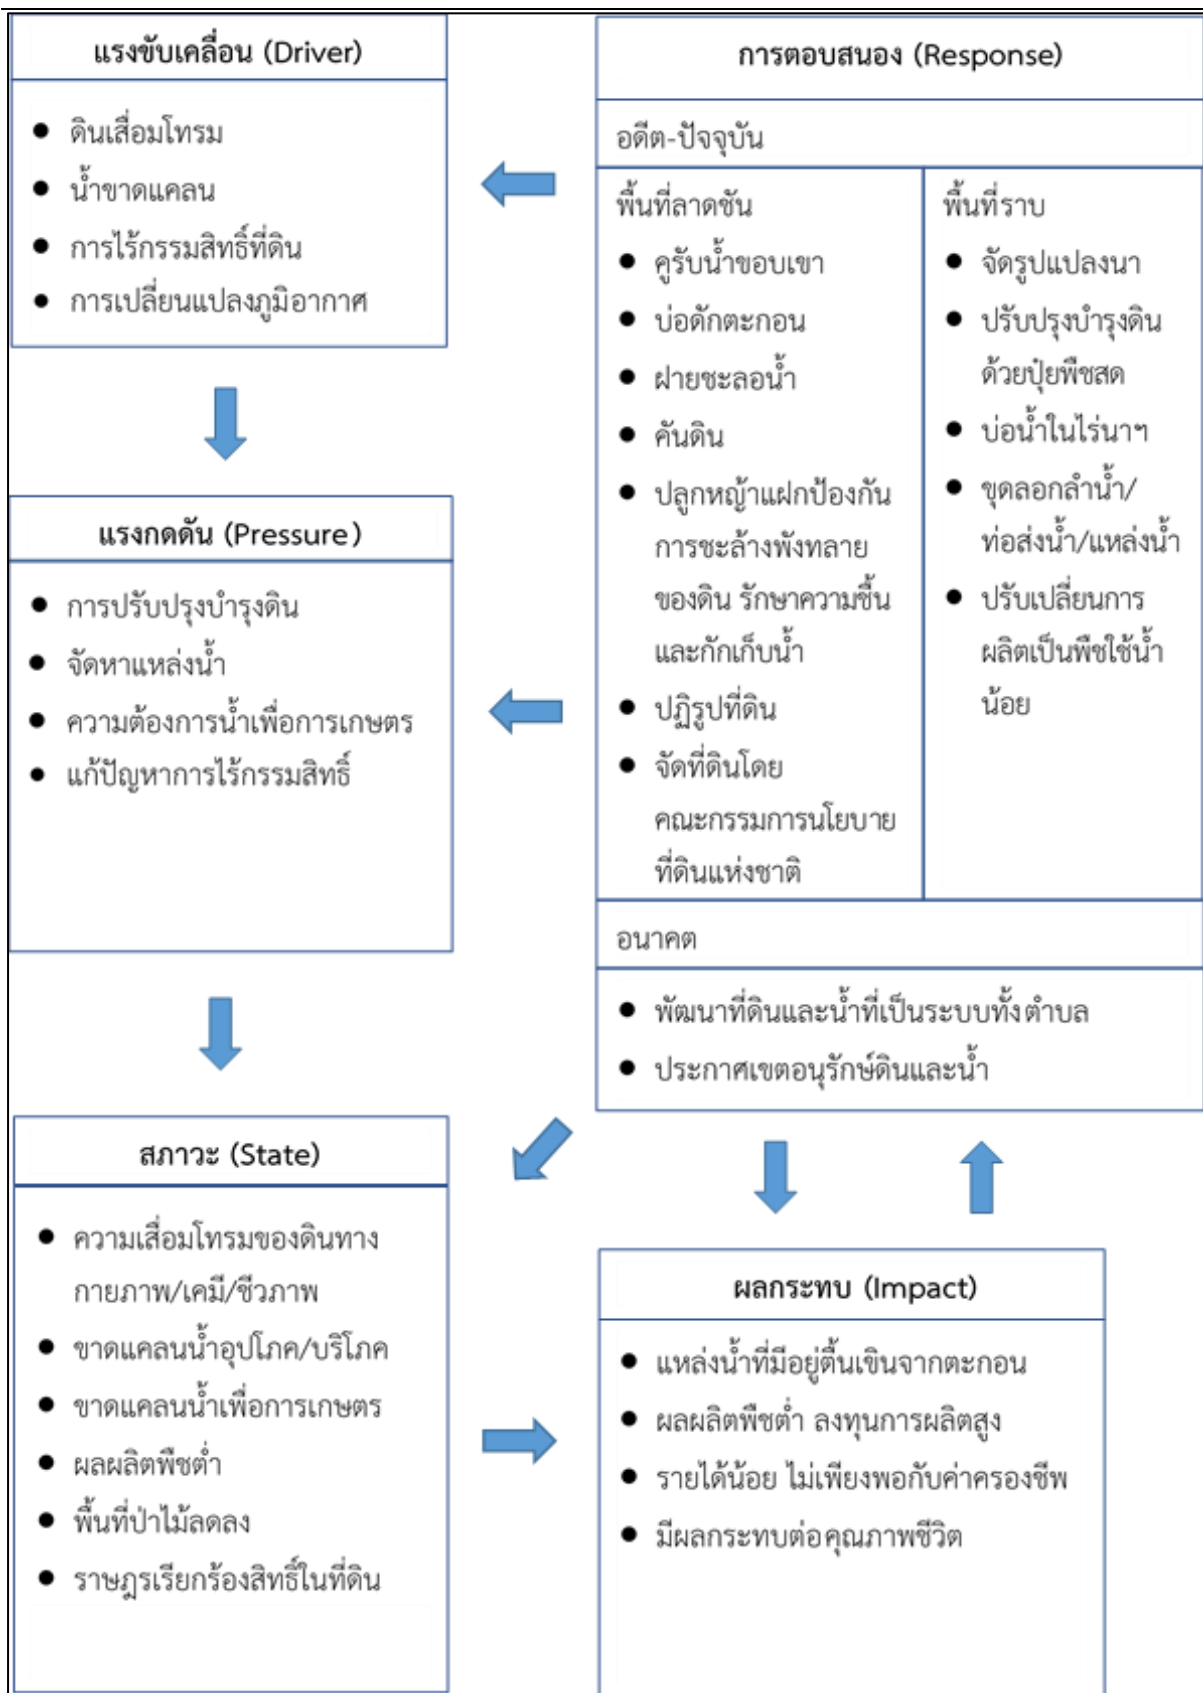 แรงขับเคลื่อน (Driver)
● ดินเสื่อมโทรม
● น้ำขาดแคลน
● การไร้กรรมสิทธิ์ที่ดิน
● การเปลี่ยนแปลงภูมิอากาศ
แรงกดดัน (Pressure)
● การปรับปรุงบำรุงดิน
● จัดหาแหล่งน้ำ
● ความต้องการน้ำเพื่อการเกษตร
● แก้ปัญหาการไร้กรรมสิทธิ์
สภาวะ (State)
● ความเสื่อมโทรมของดินทาง
กายภาพ/เคมี/ชีวภาพ
● ขาดแคลนน้ำอุปโภค/บริโภค
● ขาดแคลนน้ำเพื่อการเกษตร
● ผลผลิตพืชต่ำ
● พื้นที่ป่าไม้ลดลง
● ราษฎรเรียกร้องสิทธิ์ในที่ดิน
การตอบสนอง (Response)
อดีต-ปัจจุบัน
พื้นที่ลาดชัน
● คูรับน้ำขอบเขา
● บ่อดักตะกอน
● ฝายชะลอน้ำ
● คันดิน
● ปลูกหญ้าแฝกป้องกัน
การชะล้างพังทลาย
ของดิน รักษาความชื้น
และกักเก็บน้ำ
● ปฏิรูปที่ดิน
● จัดที่ดินโดย
คณะกรรมการนโยบาย
ที่ดินแห่งชาติ
พื้นที่ราบ
● จัดรูปแปลงนา
● ปรับปรุงบำรุงดิน
ด้วยปุ๋ยพืชสด
● บ่อน้ำในไร่นาฯ
● ขุดลอกลำน้ำ/
ท่อส่งน้ำ/แหล่งน้ำ
● ปรับเปลี่ยนการ
ผลิตเป็นพืชใช้น้ำ
น้อย
อนาคต
● พัฒนาที่ดินและน้ำที่เป็นระบบทั้งตำบล
● ประกาศเขตอนุรักษ์ดินและน้ำ
ผลกระทบ (Impact)
● แหล่งน้ำที่มีอยู่ตื้นเขินจากตะกอน
● ผลผลิตพืชต่ำ ลงทุนการผลิตสูง
● รายได้น้อย ไม่เพียงพอกับค่าครองชีพ
● มีผลกระทบต่อคุณภาพชีวิต